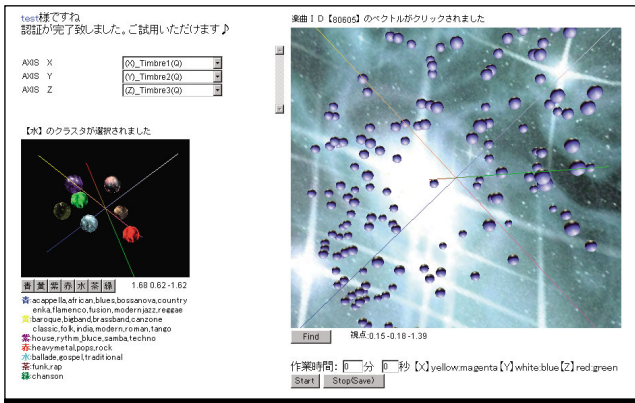 test様ですね
認証が完了致しました。ご試用いただけます♪
AXIS X (X)_Timbre1(Q)
AXIS Y (Y)_Timbre2(Q)
AXIS Z (Z)_Timbre3(Q)
【水】のクラスタが選択されました
青 黄 紫 赤 水 茶 緑 1.68 0.62 -1.62
青:acappella,african,blues,bossanova,country
enka,flamenco,fusion,modernjazz,reggae
黄:baroque,bigband,brassband,canzone
classic,folk,india,modern,roman,tango
紫:house,rythm_bluce,samba,techno
赤:heavymetal,pops,rock
水:ballade,gospel,traditional
茶:funk,rap
緑:chanson
楽曲ID【80605】のベクトルがクリックされました
Find 視点:0.15 -0.18 -1.39
作業時間: 0 分 0 秒【X】yellow:magenta【Y】white:blue【Z】red:green
Start Stop(Save)